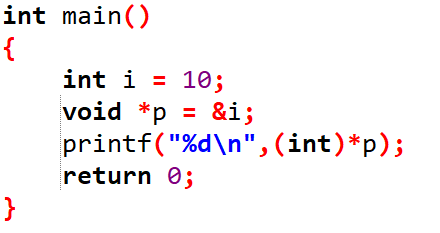 int main()
{
    int i = 10;
    void *p = &i;
    printf("%d\n",(int)*p);
    return 0;
}